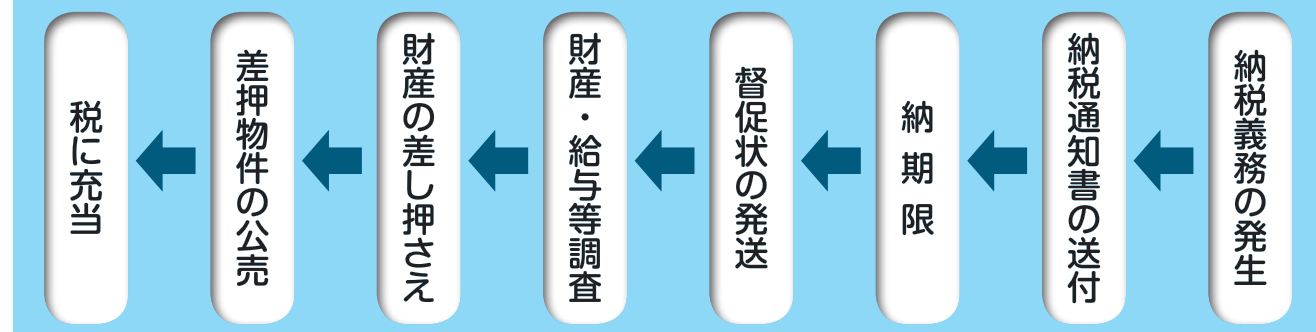 納税義務の発生
納税通知書の送付
納期限
督促状の発送
財産・給与等調査
財産の差し押さえ
差押物件の公売
税に充当